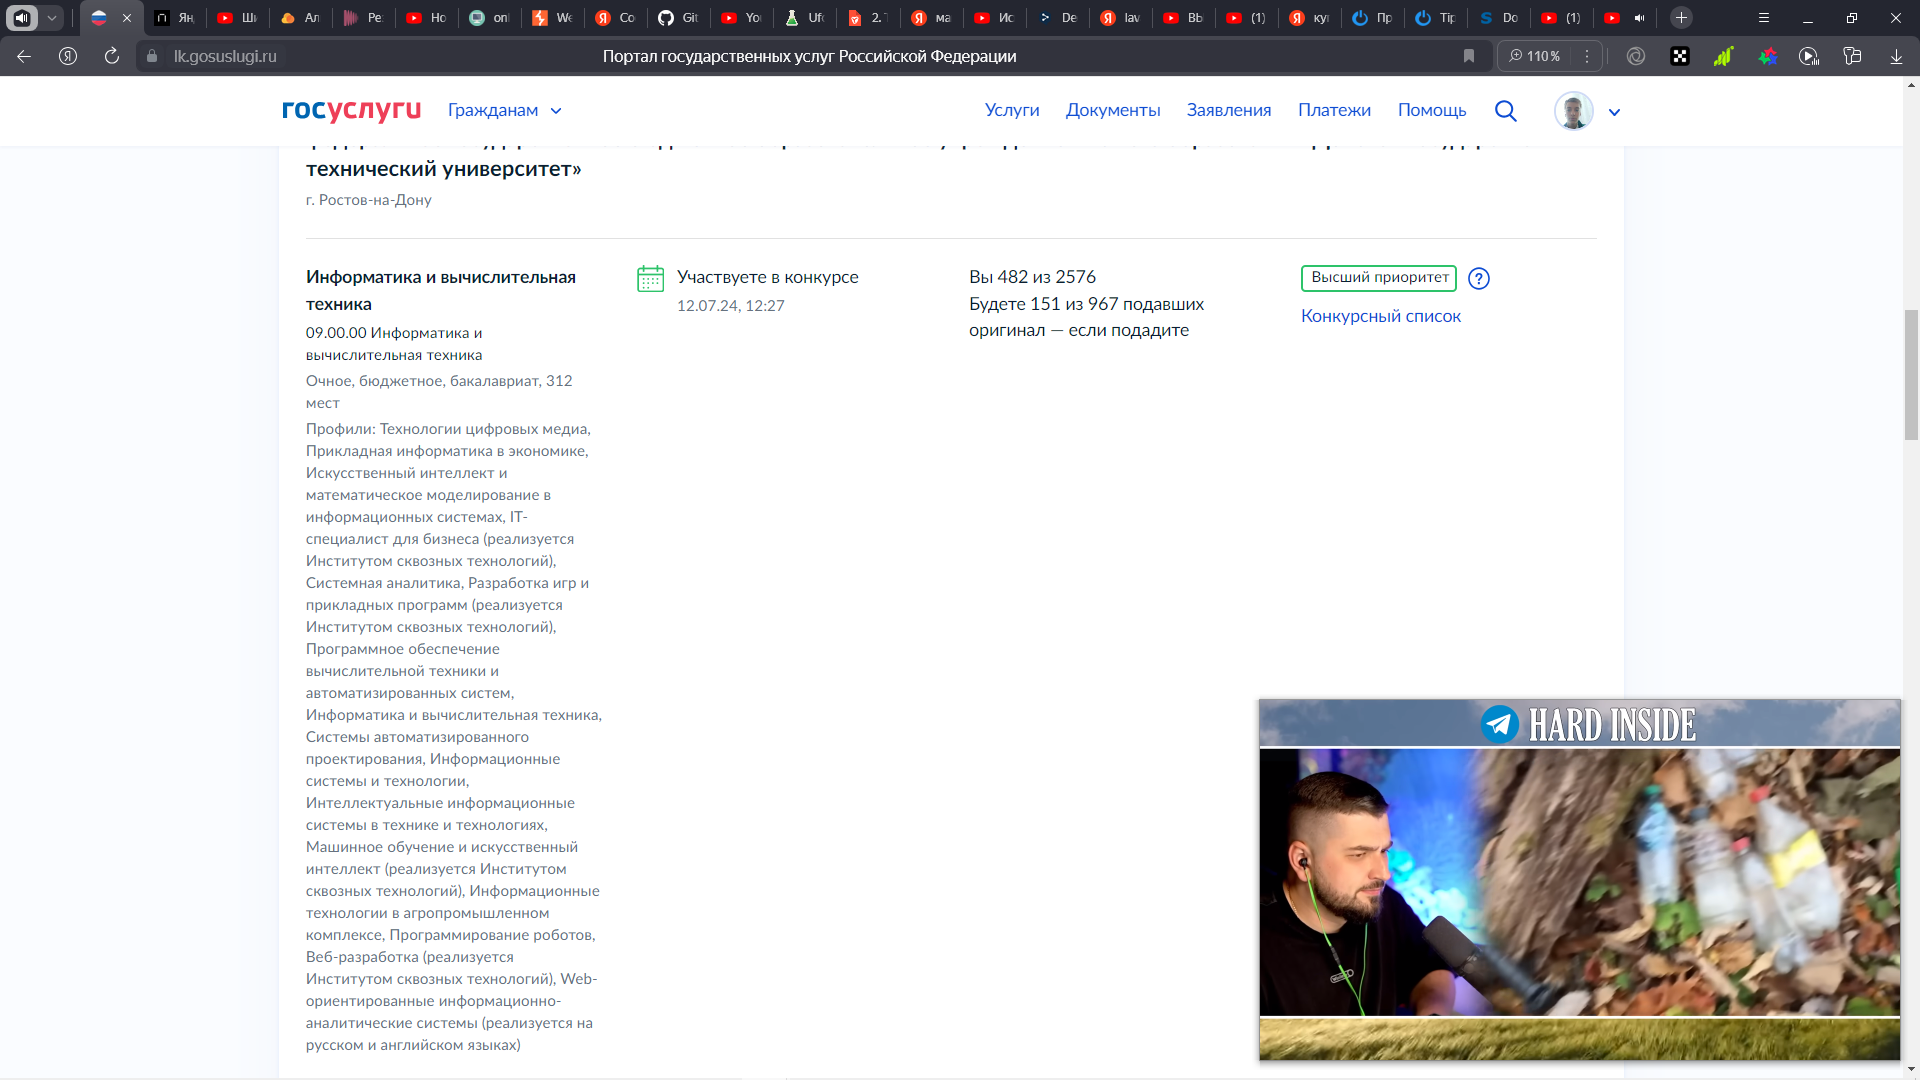 Ян,
Ши
Ал
Ре:
Но
onl
We
Со
Git
Yo
Ufc
2. 
ма
Ис
De
lav
Bb
(1)
ку
Пр
Tip
Do
(1)
lk.gosuslugi.ru
Портал государственных услуг Российской Федерации
110%
госуслуги
Гражданам
Услуги
Документы
Заявления
Платежи
Помощь
технический университет»
г. Ростов-на-Дону
Информатика и вычислительная
техника
09.00.00 Информатика и
вычислительная техника
Очное, бюджетное, бакалавриат, 312
мест
Профили: Технологии цифровых медиа,
Прикладная информатика в экономике,
Искусственный интеллект и
математическое моделирование в
информационных системах, IT-
специалист для бизнеса (реализуется
Институтом сквозных технологий),
Системная аналитика, Разработка игр и
прикладных программ (реализуется
Институтом сквозных технологий),
Программное обеспечение
вычислительной техники и
автоматизированных систем,
Информатика и вычислительная техника,
Системы автоматизированного
проектирования, Информационные
системы и технологии,
Интеллектуальные информационные
системы в технике и технологиях,
Машинное обучение и искусственный
интеллект (реализуется Институтом
сквозных технологий), Информационные
технологии в агропромышленном
комплексе, Программирование роботов,
Веб-разработка (реализуется
Институтом сквозных технологий), Web-
ориентированные информационно-
аналитические системы (реализуется на
русском и английском языках)
Участвуете в конкурсе
12.07.24, 12:27
Вы 482 из 2576
Будете 151 из 967 подавших
оригинал — если подадите
Высший приоритет
Конкурсный список
HARD INSIDE